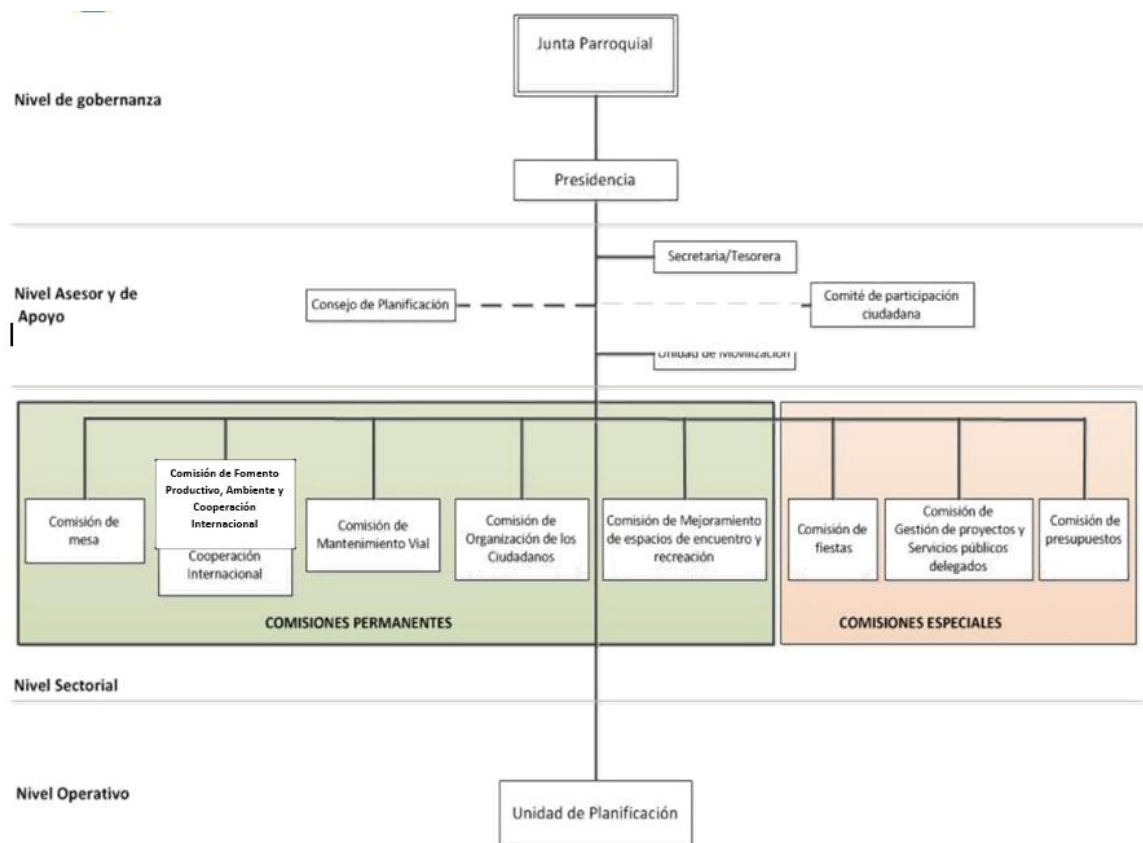 Junta Parroquial
Nivel de gobernanza
Presidencia
Secretaria/Tesorera
Nivel Asesor y de
Apoyo
Consejo de Planificación
Comité de participación
ciudadana
Unidad de Movilización
Comisión de
mesa
Comisión de Fomento
Productivo, Ambiente y
Cooperación
Internacional
Cooperación
Internacional
Comisión de
Mantenimiento Vial
Comisión de
Organización de los
Ciudadanos
Comisión de Mejoramiento
de espacios de encuentro y
recreación
Comisión de
fiestas
Comisión de
Gestión de proyectos y
Servicios públicos
delegados
Comisión de
presupuestos
COMISIONES PERMANENTES
COMISIONES ESPECIALES
Nivel Sectorial
Nivel Operativo
Unidad de Planificación